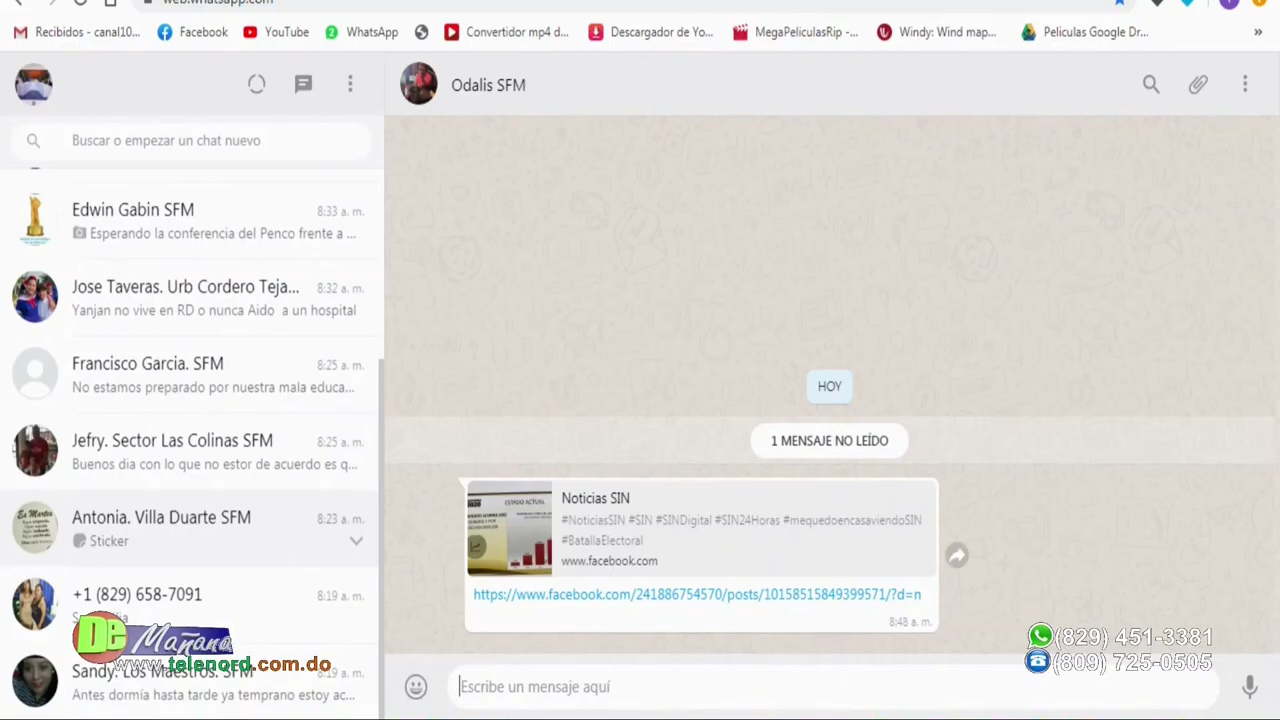 web.whatsapp.com
Recibidos - canal10...
Facebook
YouTube
WhatsApp
Convertidor mp4 d...
Descargador de Yo...
MegaPeliculasRip -...
Windy: Wind map...
Peliculas Google Dr...
»
Odalis SFM
Buscar o empezar un chat nuevo
Edwin Gabin SFM
8:33 a. m.
Esperando la conferencia del Penco frente a ...
Jose Taveras. Urb Cordero Teja...
8:32 a. m.
Yanjan no vive en RD o nunca Aido a un hospital
Francisco Garcia. SFM
8:25 a. m.
No estamos preparado por nuestra mala educa...
Jefry. Sector Las Colinas SFM
8:25 a. m.
Buenos dia con lo que no estor de acuerdo es q...
Antonia. Villa Duarte SFM
8:23 a. m.
Sticker
+1 (829) 658-7091
8:19 a. m.
De Mañana
www.telenord.com.do
Sandy. Los Maestros. SFM
8:19 a. m.
Antes dormía hasta tarde ya temprano estoy ac...
HOY
1 MENSAJE NO LEÍDO
ESTADO ACTUAL
Noticias SIN
#NoticiasSIN #SIN #SINDigital #SIN24Horas #mequedoencasaviendoSIN
#BatallaElectoral
www.facebook.com
https://www.facebook.com/241886754570/posts/10158515849399571/?d=n
8:48 a. m.
(829) 451-3381
(809) 725-0505
Escribe un mensaje aquí